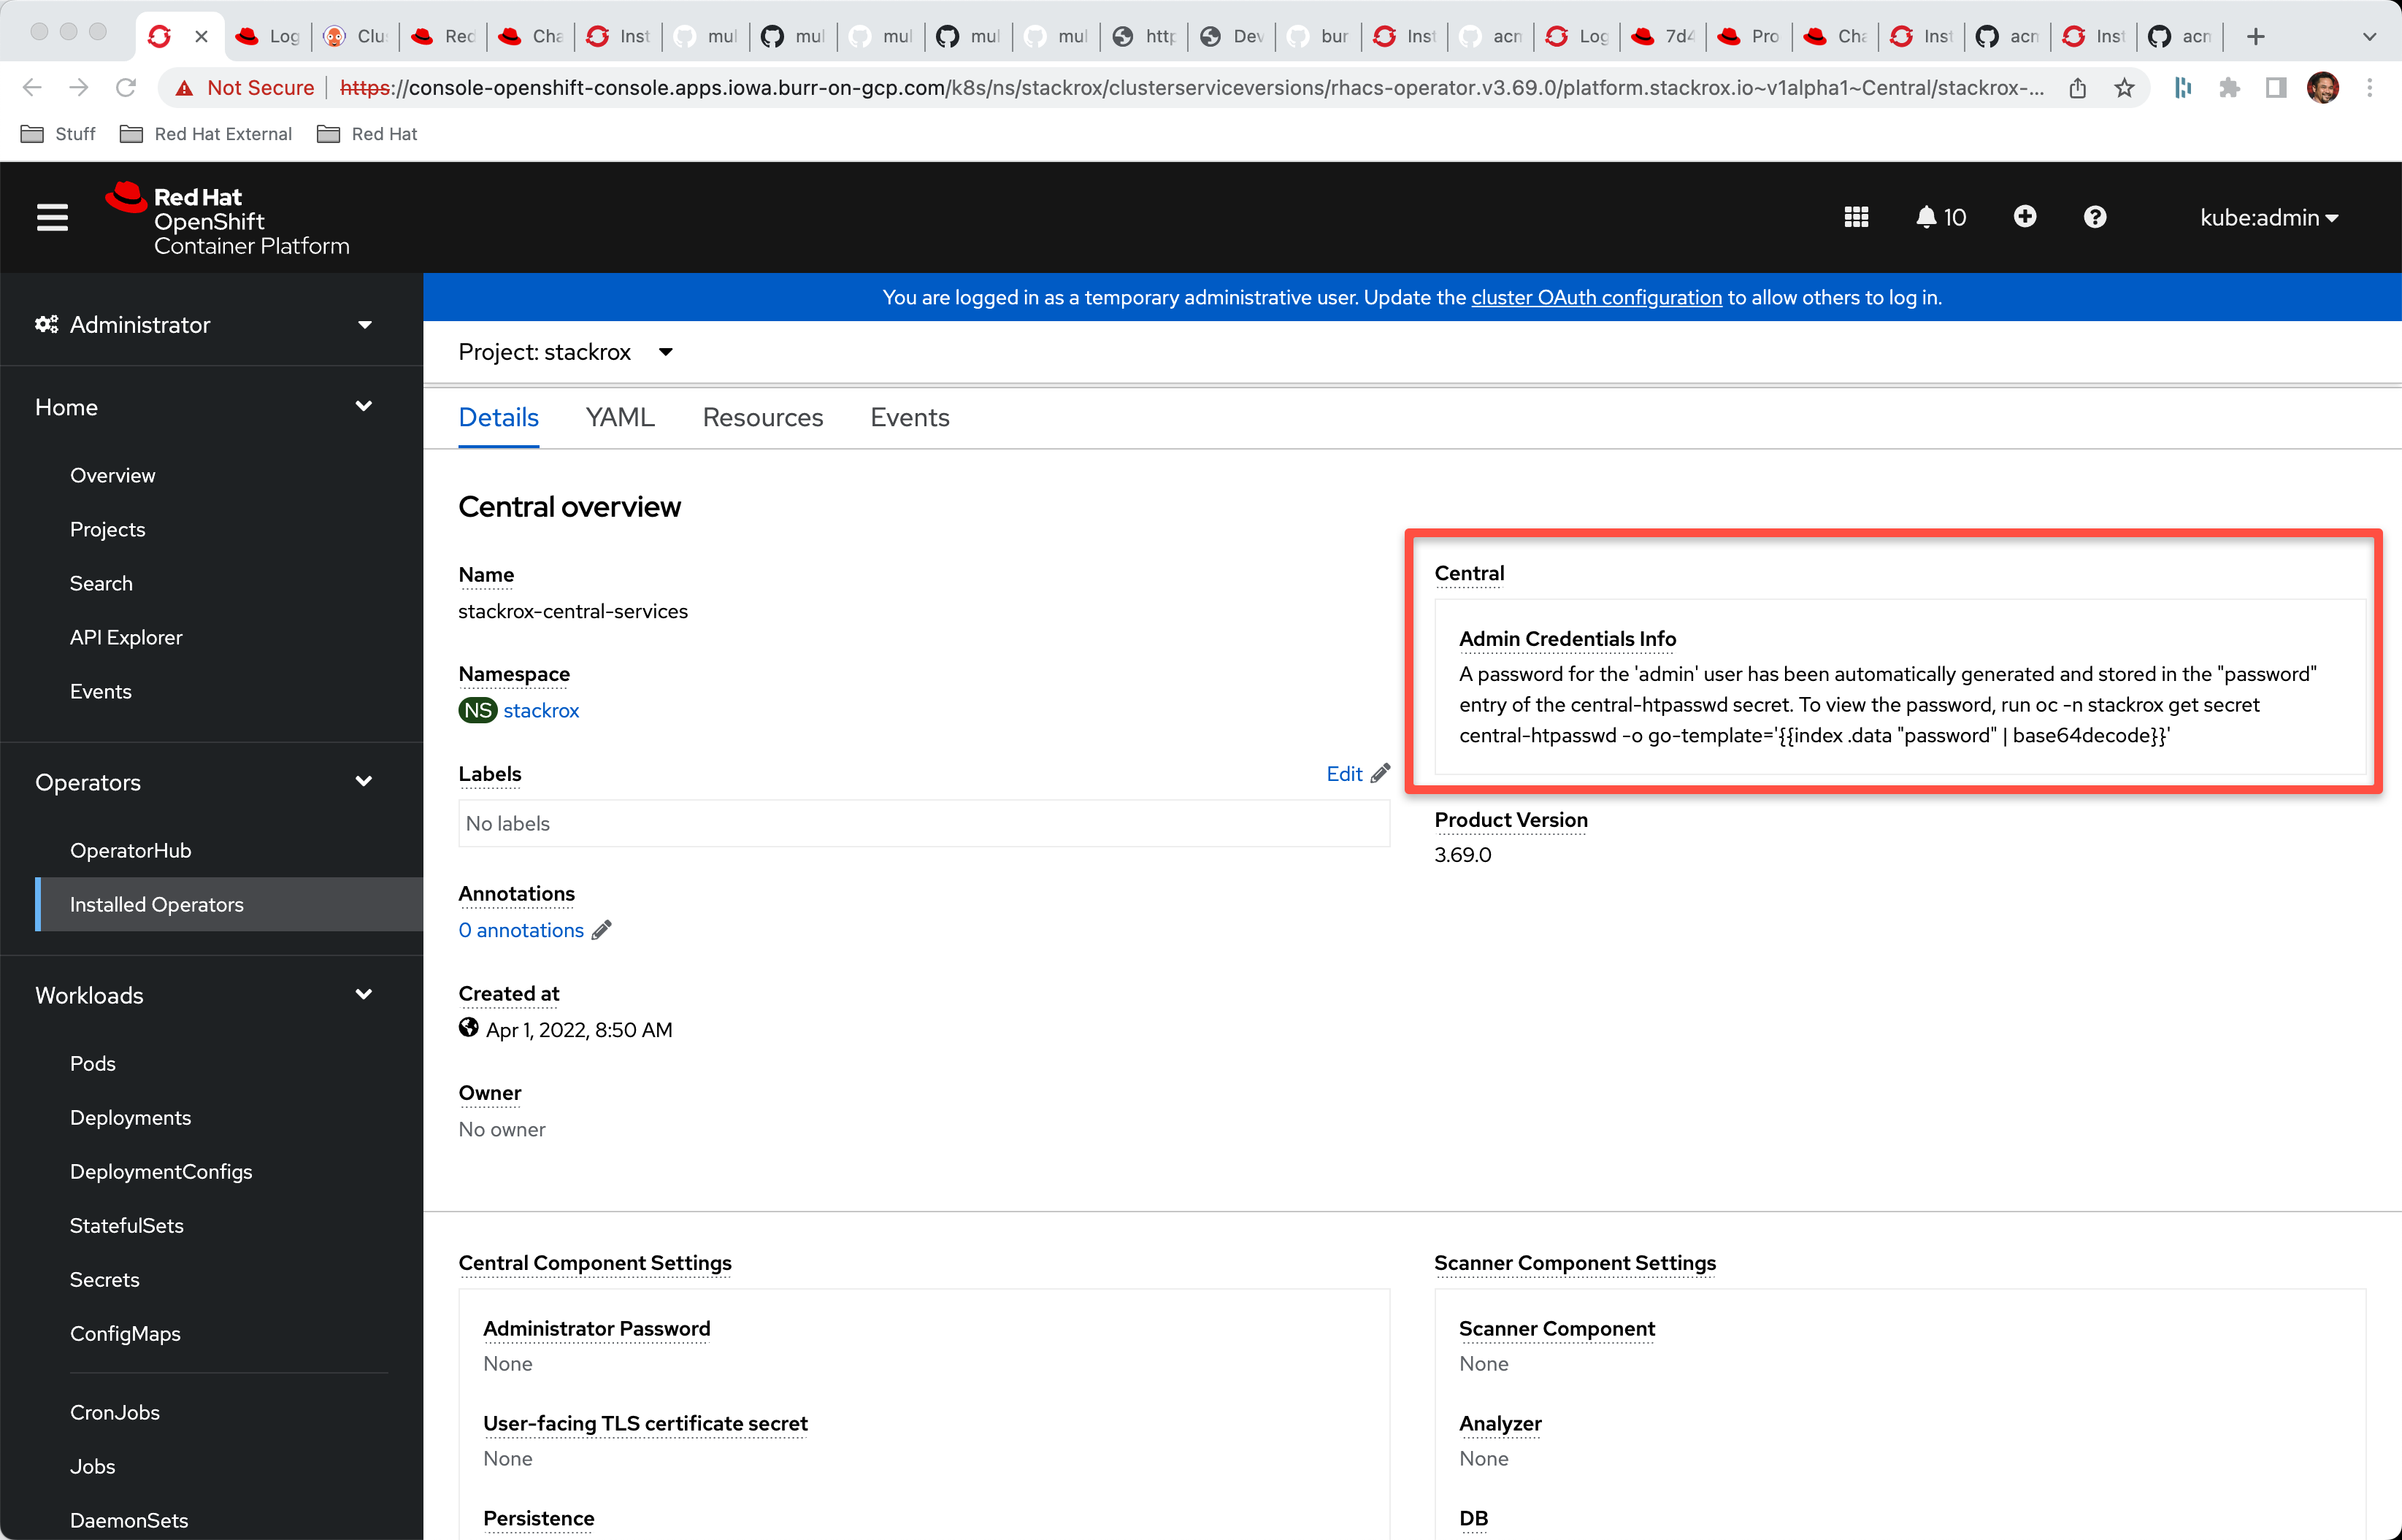 Log
Clu
Red
Cha
Inst
mul
mul
mul
mul
mul
http
Dev
bur
Inst
acn
Log
7d4
Pro
Cha
Inst
acn
Inst
acn
Not Secure
https://console-openshift-console.apps.iowa.burr-on-gcp.com/k8s/ns/stackrox/clusterserviceversions/rhacs-operator.v3.69.0/platform.stackrox.io~v1alpha1~Central/stackrox-...
Stuff
Red Hat External
Red Hat
Red Hat
OpenShift
Container Platform
10
kube:admin
You are logged in as a temporary administrative user. Update the cluster OAuth configuration to allow others to log in.
Administrator
Home
Overview
Projects
Search
API Explorer
Events
Operators
OperatorHub
Installed Operators
Workloads
Pods
Deployments
DeploymentConfigs
StatefulSets
Secrets
ConfigMaps
CronJobs
Jobs
DaemonSets
Project: stackrox
Details
YAML
Resources
Events
Central overview
Name
stackrox-central-services
Namespace
NS stackrox
Labels
Edit
No labels
Annotations
0 annotations
Created at
Apr 1, 2022, 8:50 AM
Owner
No owner
Central
Admin Credentials Info
A password for the 'admin' user has been automatically generated and stored in the "password"
entry of the central-htpasswd secret. To view the password, run oc -n stackrox get secret
central-htpasswd -o go-template='{{index .data "password" | base64decode}}'
Product Version
3.69.0
Central Component Settings
Administrator Password
None
User-facing TLS certificate secret
None
Persistence
Scanner Component Settings
Scanner Component
None
Analyzer
None
DB